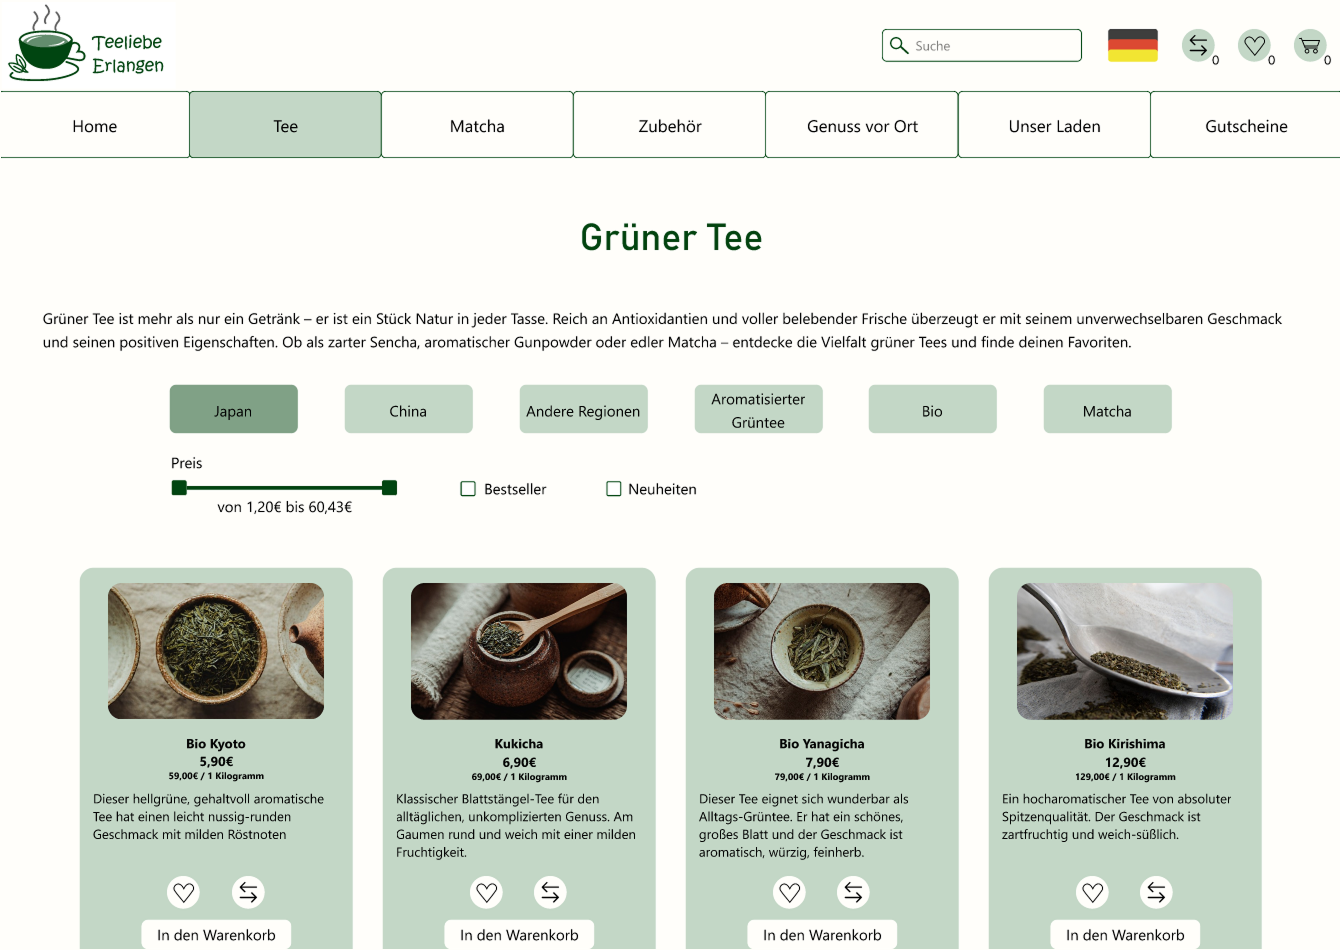 Teeliebe
Erlangen
Suche
0
0
0
Home
Tee
Matcha
Zubehör
Genuss vor Ort
Unser Laden
Gutscheine
Grüner Tee
Grüner Tee ist mehr als nur ein Getränk – er ist ein Stück Natur in jeder Tasse. Reich an Antioxidantien und voller belebender Frische überzeugt er mit seinem unverwechselbaren Geschmack
und seinen positiven Eigenschaften. Ob als zarter Sencha, aromatischer Gunpowder oder edler Matcha – entdecke die Vielfalt grüner Tees und finde deinen Favoriten.
Japan
China
Andere Regionen
Aromatisierter
Grüntee
Bio
Matcha
Preis
von 1,20€ bis 60,43€
Bestseller
Neuheiten
Bio Kyoto
5,90€
59,00€ / 1 Kilogramm
Dieser hellgrüne, gehaltvoll aromatische
Tee hat einen leicht nussig-runden
Geschmack mit milden Röstnoten
In den Warenkorb
Kukicha
6,90€
69,00€ / 1 Kilogramm
Klassischer Blattstängel-Tee für den
alltäglichen, unkomplizierten Genuss. Am
Gaumen rund und weich mit einer milden
Fruchtigkeit.
In den Warenkorb
Bio Yanagicha
7,90€
79,00€ / 1 Kilogramm
Dieser Tee eignet sich wunderbar als
Alltags-Grüntee. Er hat ein schönes,
großes Blatt und der Geschmack ist
aromatisch, würzig, feinherb.
In den Warenkorb
Bio Kirishima
12,90€
129,00€ / 1 Kilogramm
Ein hocharomatischer Tee von absoluter
Spitzenqualität. Der Geschmack ist
zartfruchtig und weich-süßlich.
In den Warenkorb